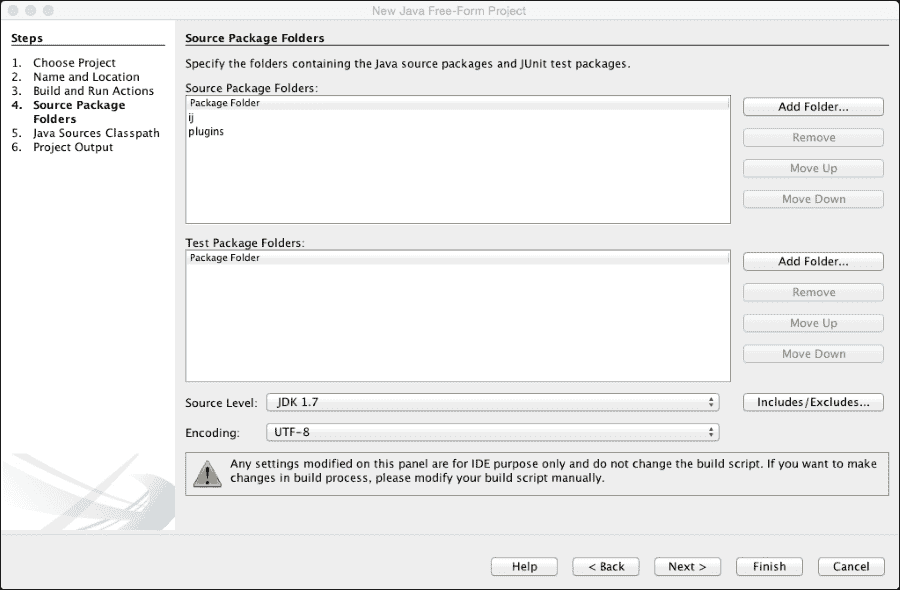 New Java Free-Form Project
Steps
1. Choose Project
2. Name and Location
3. Build and Run Actions
4. Source Package
Folders
5. Java Sources Classpath
6. Project Output
Source Package Folders
Specify the folders containing the Java source packages and JUnit test packages.
Source Package Folders:
Package Folder
ij
plugins
Add Folder...
Remove
Move Up
Move Down
Test Package Folders:
Package Folder
Add Folder...
Remove
Move Up
Move Down
Source Level: JDK 1.7
Includes/Excludes...
Encoding: UTF-8
Any settings modified on this panel are for IDE purpose only and do not change the build script. If you want to make
changes in build process, please modify your build script manually.
Help
< Back
Next >
Finish
Cancel